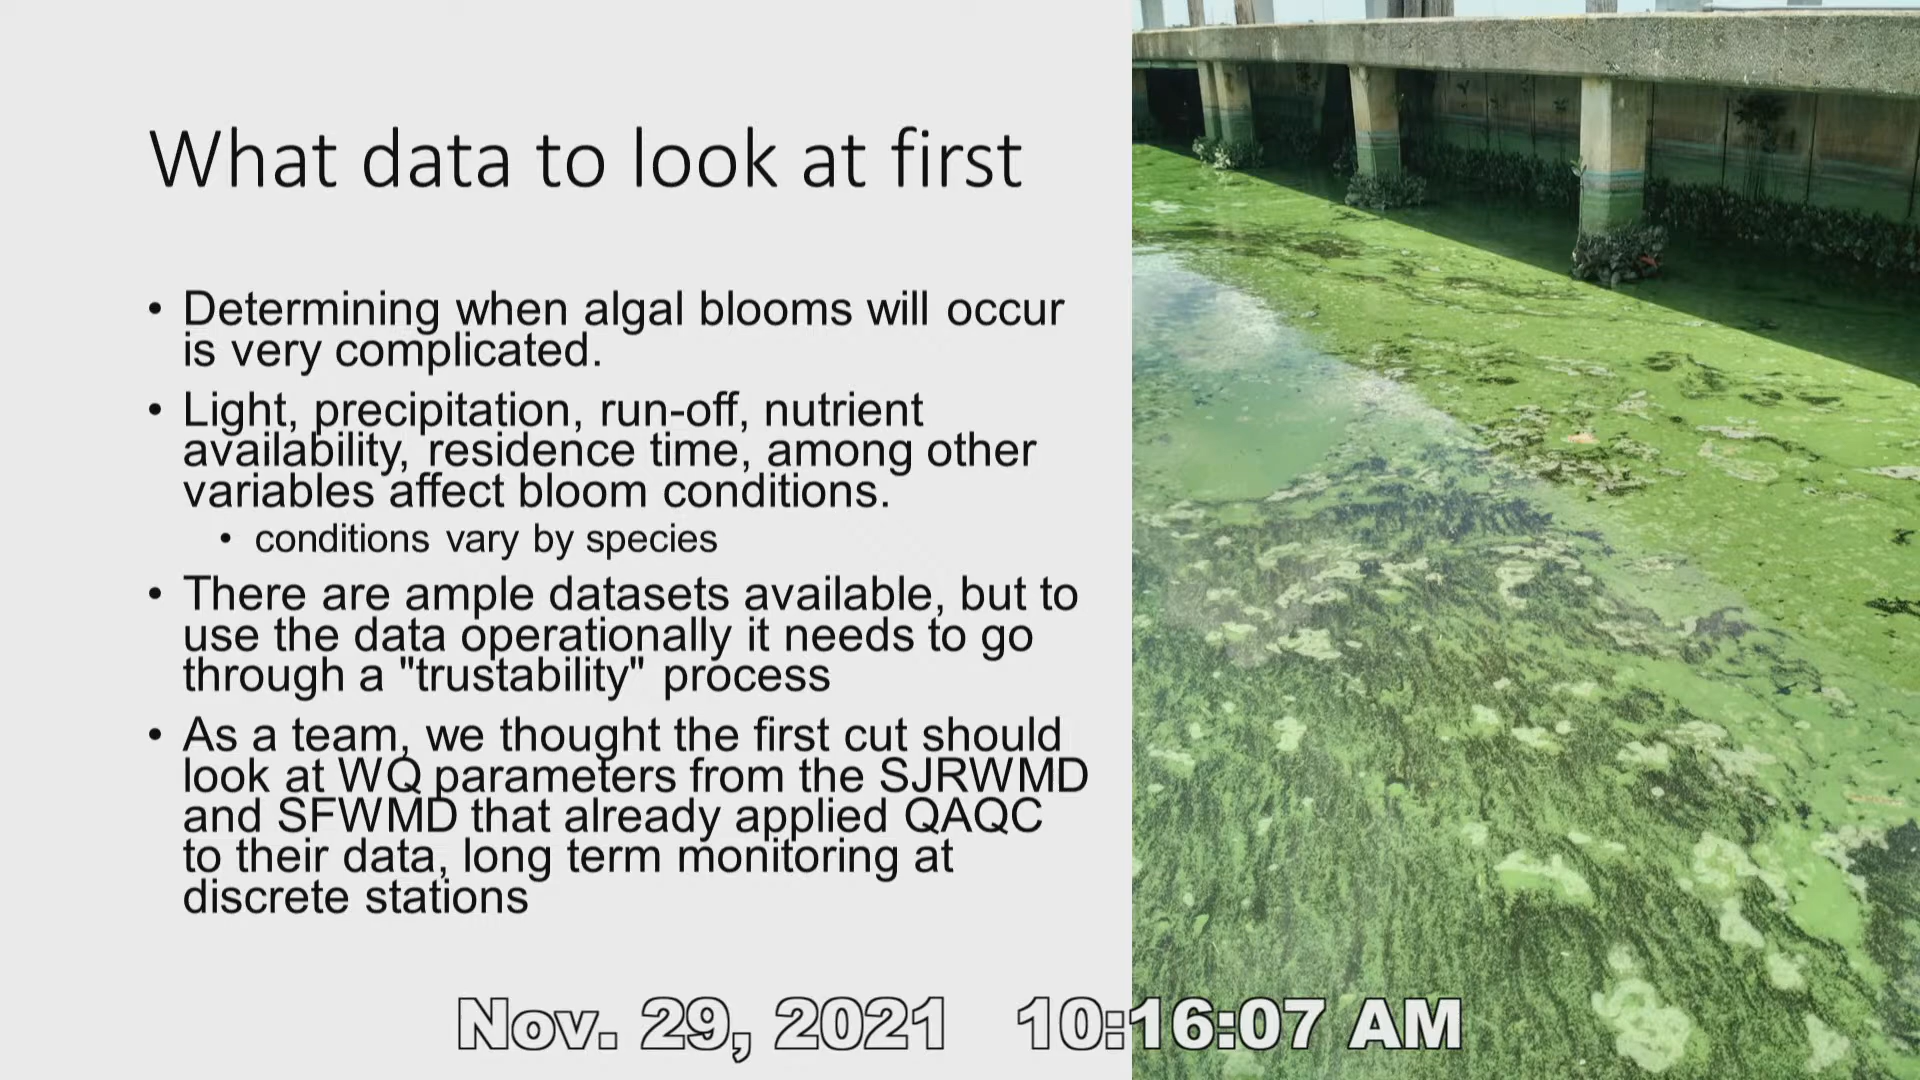 What data to look at first
• Determining when algal blooms will occur
is very complicated.
• Light, precipitation, run-off, nutrient
availability, residence time, among other
variables affect bloom conditions.
• conditions vary by species
• There are ample datasets available, but to
use the data operationally it needs to go
through a "trustability" process
• As a team, we thought the first cut should
look at WQ parameters from the SJRWMD
and SFWMD that already applied QAQC
to their data, long term monitoring at
discrete stations
Nov. 29, 2021 10:16:07 AM